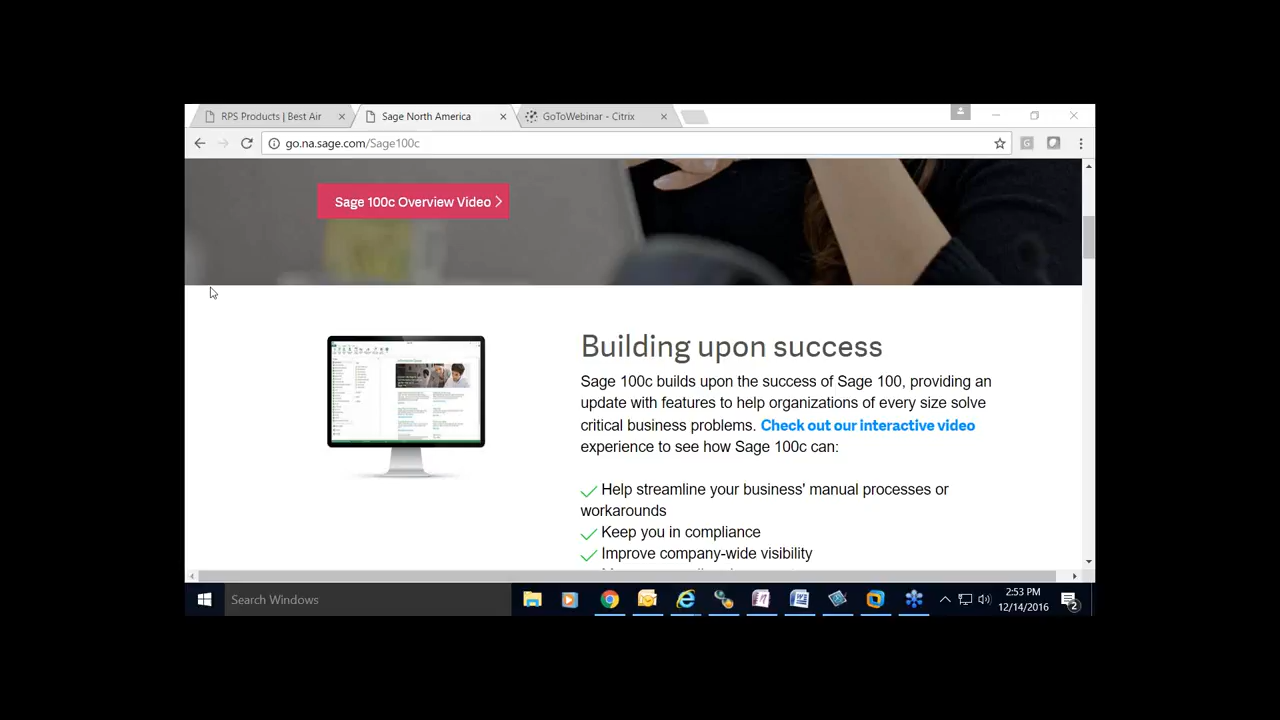 RPS Products | Best Air
Sage North America
GoToWebinar - Citrix
go.na.sage.com/Sage100c
Sage 100c Overview Video
Building upon success
Sage 100c builds upon the success of Sage 100, providing an
update with features to help organizations of every size solve
critical business problems. Check out our interactive video
experience to see how Sage 100c can:
Help streamline your business' manual processes or
workarounds
Keep you in compliance
Improve company-wide visibility
Search Windows
2:53 PM
12/14/2016
2